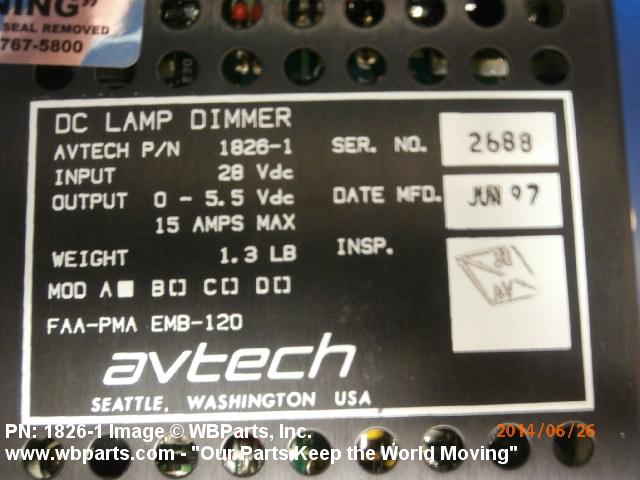 NING"
SEAL REMOVED
767-5800
DC LAMP DIMMER
AVTECH P/N 1826-1
INPUT 28 Vdc
OUTPUT 0 - 5.5 Vdc
15 AMPS MAX
WEIGHT 1.3 LB
MOD A B C D
FAA-PMA EMB-120
SER. NO. 2688
DATE MFD. JUN 97
INSP.
avtech
SEATTLE, WASHINGTON USA
PN: 1826-1 Image © WBParts, Inc.
2014/06/26
www.wbparts.com - "Our Parts Keep the World Moving"